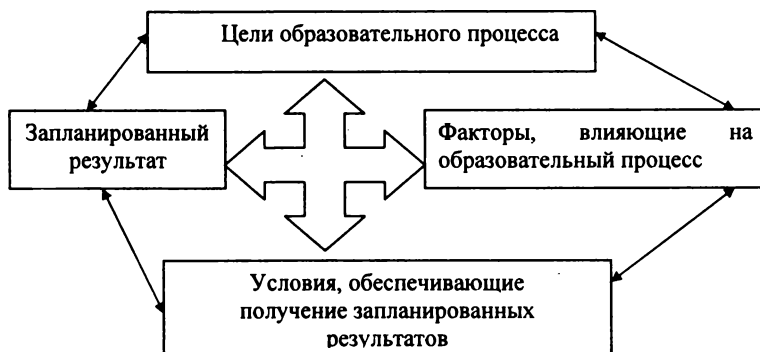 Цели образовательного процесса
Запланированный
результат
Факторы, влияющие на
образовательный процесс
Условия, обеспечивающие
получение запланированных
результатов